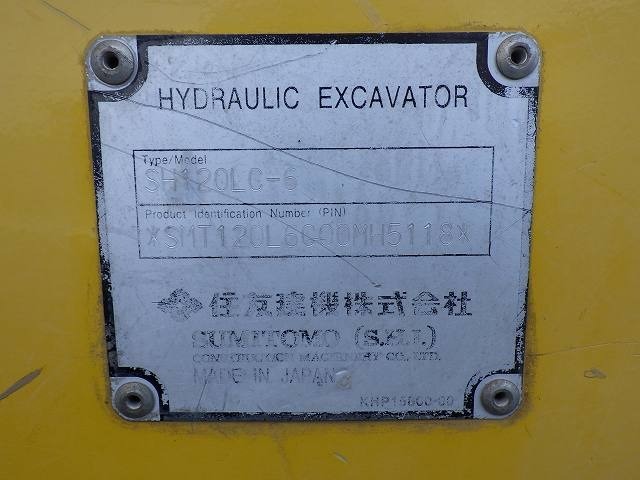 HYDRAULIC EXCAVATOR
Type/Model
SH120LC-6
Product Identification Number (PIN)
*SMT120L6C00MH5118*
住友建機株式会社
SUMITOMO (S.H.I.)
CONSTRUCTION MACHINERY CO., LTD.
MADE IN JAPAN
KHP15800-00